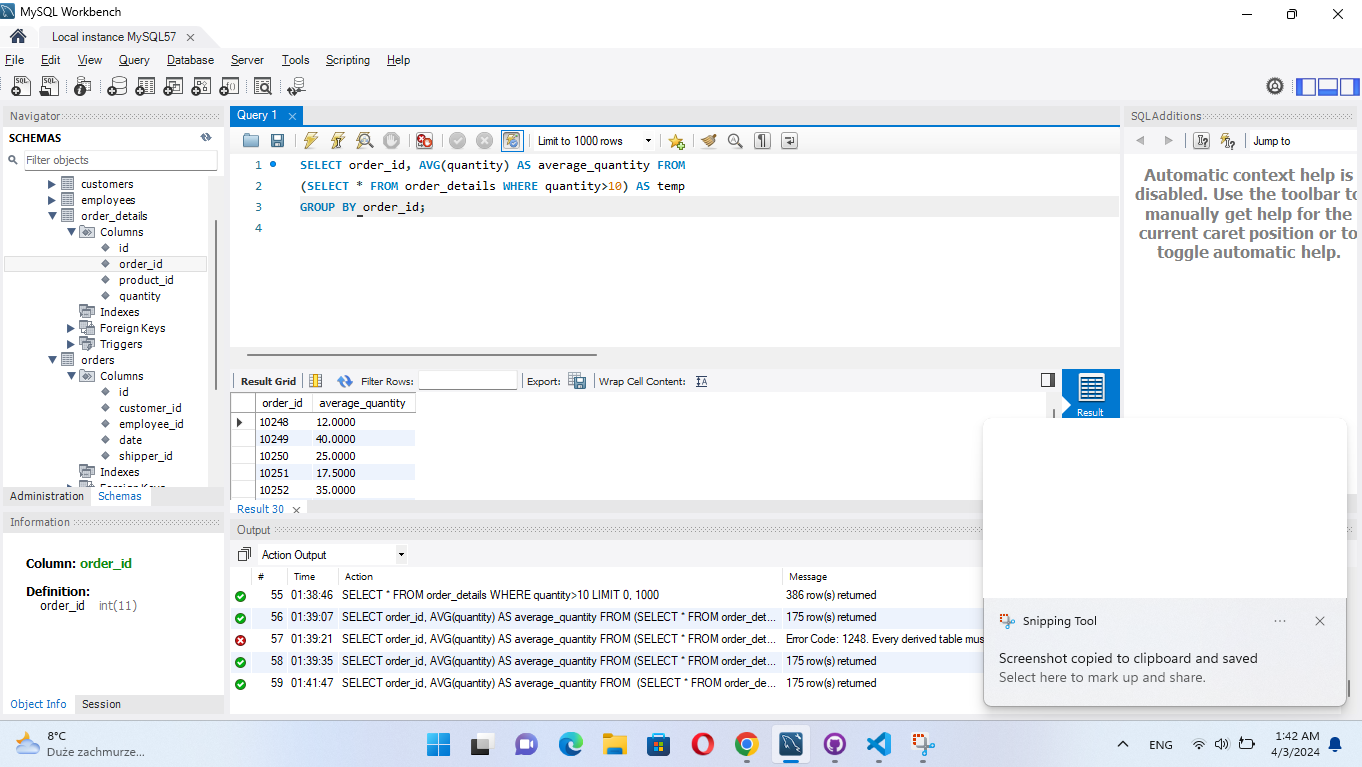 MySQL Workbench
Local instance MySQL57
File Edit View Query Database Server Tools Scripting Help
Navigator
SCHEMAS
Filter objects
customers
employees
order_details
Columns
id
order_id
product_id
quantity
Indexes
Foreign Keys
Triggers
orders
Columns
id
customer_id
employee_id
date
shipper_id
Indexes
Foreign Keys
Administration Schemas
Information
Column: order_id
Definition:
order_id int(11)
Object Info Session
Query 1
Limit to 1000 rows
1 SELECT order_id, AVG(quantity) AS average_quantity FROM
2 (SELECT * FROM order_details WHERE quantity>10) AS temp
3 GROUP BY order_id;
4
Result Grid Filter Rows: Export: Wrap Cell Content:
order_id average_quantity
10248 12.0000
10249 40.0000
10250 25.0000
10251 17.5000
10252 35.0000
Result
Result 30
Output
Action Output
# Time Action Message
55 01:38:46 SELECT * FROM order_details WHERE quantity>10 LIMIT 0, 1000 386 row(s) returned
56 01:39:07 SELECT order_id, AVG(quantity) AS average_quantity FROM (SELECT * FROM order_det... 175 row(s) returned
57 01:39:21 SELECT order_id, AVG(quantity) AS average_quantity FROM (SELECT * FROM order_det... Error Code: 1248. Every derived table mus
58 01:39:35 SELECT order_id, AVG(quantity) AS average_quantity FROM (SELECT * FROM order_det... 175 row(s) returned
59 01:41:47 SELECT order_id, AVG(quantity) AS average_quantity FROM (SELECT * FROM order_de... 175 row(s) returned
SQLAdditions
Jump to
Automatic context help is
disabled. Use the toolbar to
manually get help for the
current caret position or to
toggle automatic help.
Snipping Tool
Screenshot copied to clipboard and saved
Select here to mark up and share.
8°C
Duże zachmurze...
ENG
1:42 AM
4/3/2024